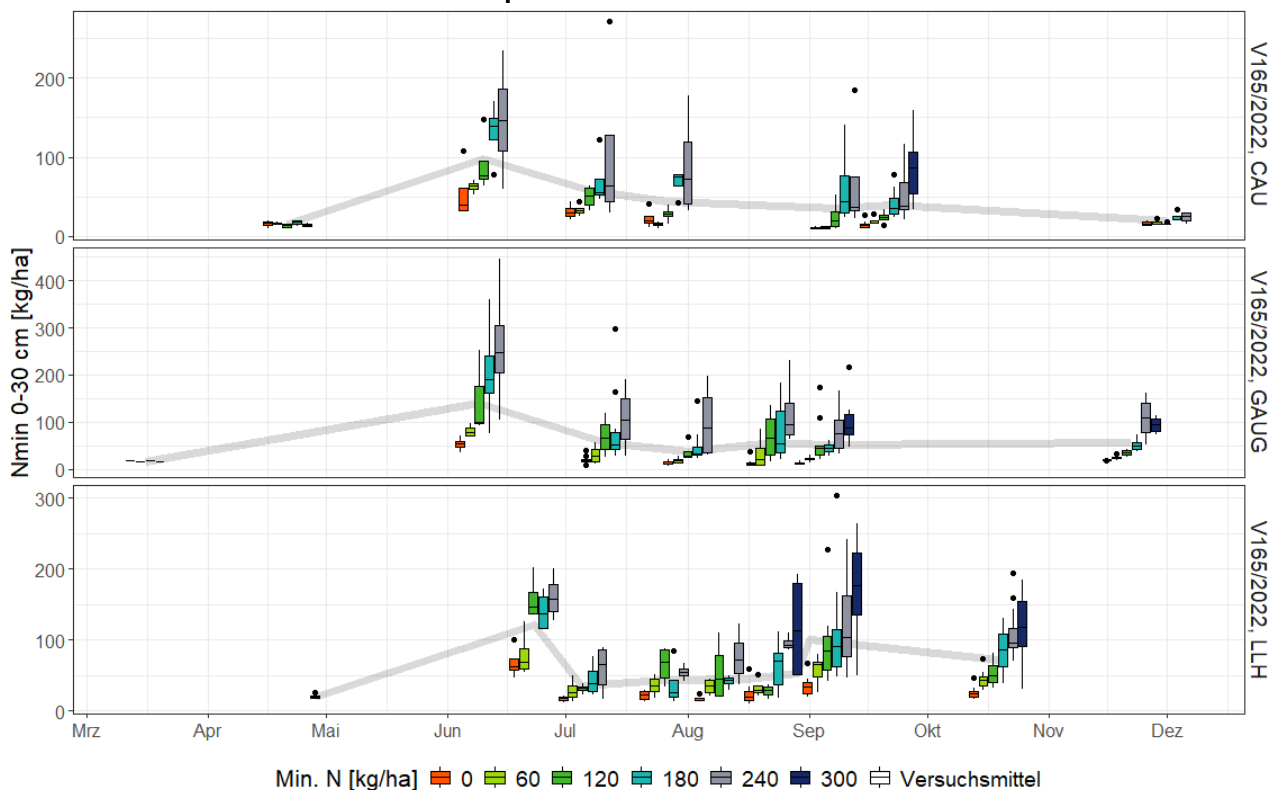 Nmin 0-30 cm [kg/ha]
200
100
0
V165/2022, CAU
400
300
200
100
0
V165/2022, GAUG
300
200
100
0
V165/2022, LLH
Mrz Apr Mai Jun Jul Aug Sep Okt Nov Dez
Min. N [kg/ha] 0 60 120 180 240 300 Versuchsmittel